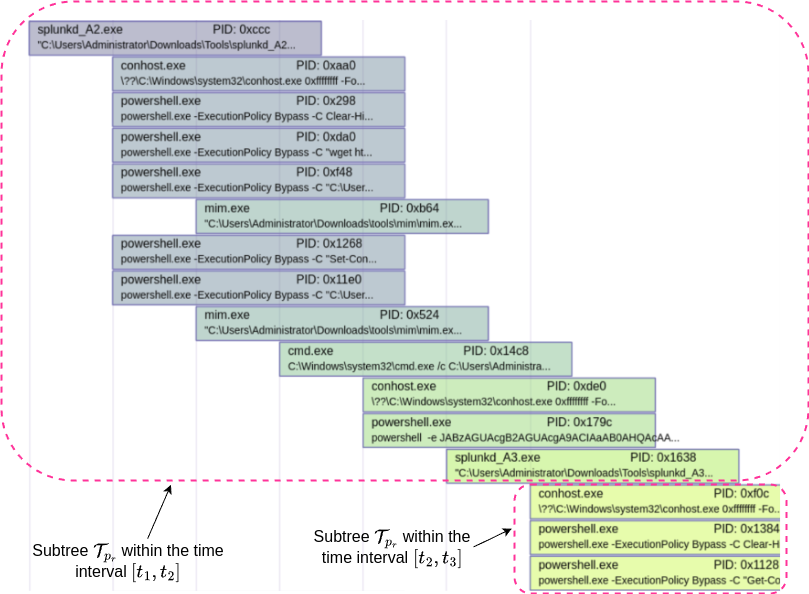 splunkd_A2.exe PID: 0xccc
"C:\Users\Administrator\Downloads\Tools\splunkd_A2...
conhost.exe PID: 0xaa0
\??\C:\Windows\system32\conhost.exe 0xffffffff -Fo...
powershell.exe PID: 0x298
powershell.exe -ExecutionPolicy Bypass -C Clear-Hi...
powershell.exe PID: 0xda0
powershell.exe -ExecutionPolicy Bypass -C "wget ht...
powershell.exe PID: 0xf48
powershell.exe -ExecutionPolicy Bypass -C "C:\User...
mim.exe PID: 0xb64
"C:\Users\Administrator\Downloads\tools\mim\mim.ex...
powershell.exe PID: 0x1268
powershell.exe -ExecutionPolicy Bypass -C "Set-Con...
powershell.exe PID: 0x11e0
powershell.exe -ExecutionPolicy Bypass -C "C:\User...
mim.exe PID: 0x524
"C:\Users\Administrator\Downloads\tools\mim\mim.ex...
cmd.exe PID: 0x14c8
C:\Windows\system32\cmd.exe /c C:\Users\Administra...
conhost.exe PID: 0xde0
\??\C:\Windows\system32\conhost.exe 0xffffffff -Fo...
powershell.exe PID: 0x179c
powershell -e JABzAGUAcgB2AGUAcgA9ACIAaAB0AHQAcAA...
splunkd_A3.exe PID: 0x1638
"C:\Users\Administrator\Downloads\Tools\splunkd_A3...
conhost.exe PID: 0xf0c
\??\C:\Windows\system32\conhost.exe 0xffffffff -Fo...
powershell.exe PID: 0x1384
powershell.exe -ExecutionPolicy Bypass -C Clear-H
powershell.exe PID: 0x1128
powershell.exe -ExecutionPolicy Bypass -C "Get-Co
Subtree 𝒯_{p_r} within the time
interval [t₁, t₂]
Subtree 𝒯_{p_r} within the
time interval [t₂, t₃]